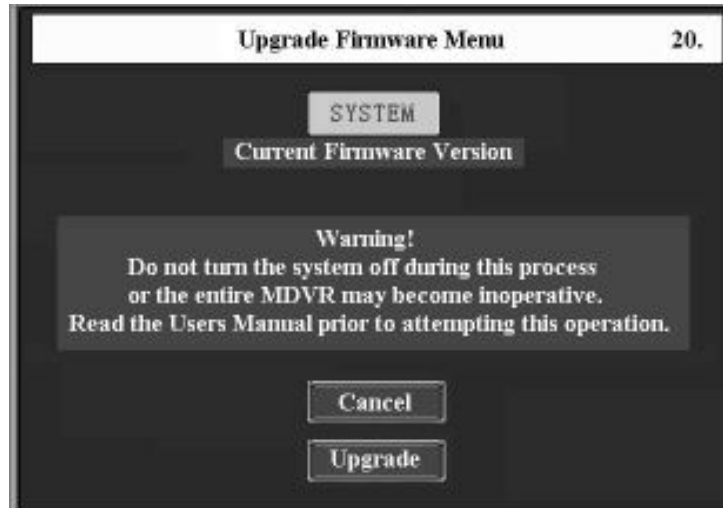 Upgrade Firmware Menu 20.
SYSTEM
Current Firmware Version
Warning!
Do not turn the system off during this process
or the entire MDVR may become inoperative.
Read the Users Manual prior to attempting this operation.
Cancel
Upgrade